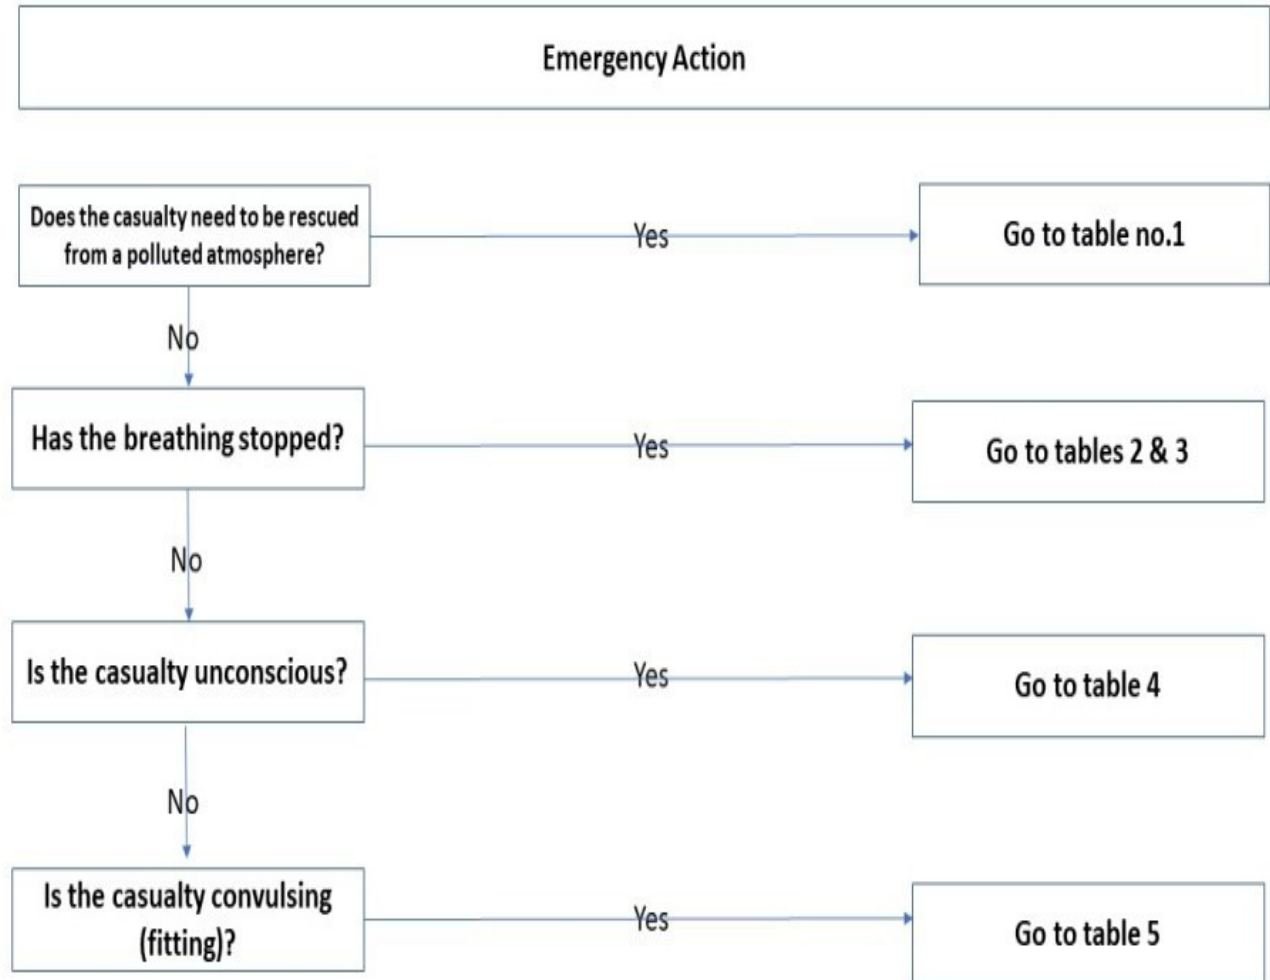 Emergency Action
Does the casualty need to be rescued
from a polluted atmosphere?
Yes
Go to table no.1
No
Has the breathing stopped?
Yes
Go to tables 2 & 3
No
Is the casualty unconscious?
Yes
Go to table 4
No
Is the casualty convulsing
(fitting)?
Yes
Go to table 5